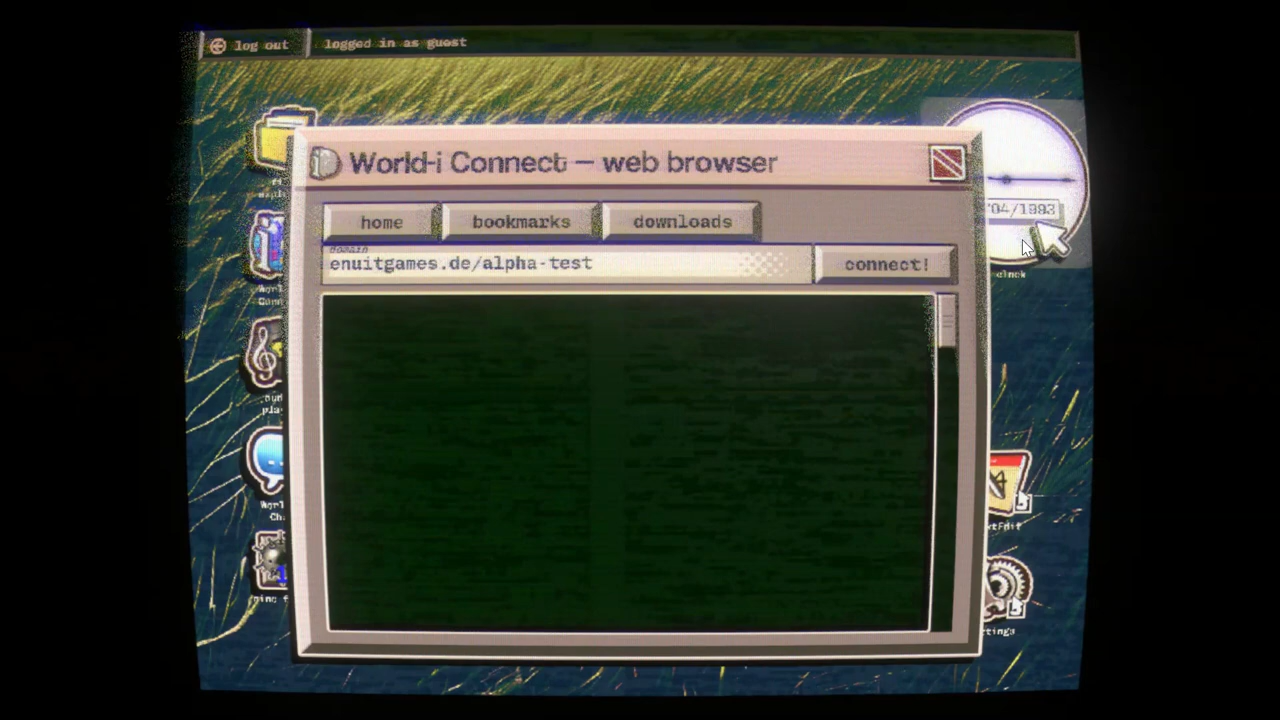 log out
logged in as guest
World-i Connect — web browser
home
bookmarks
downloads
domain
enuitgames.de/alpha-test
connect!
04/1993
clock